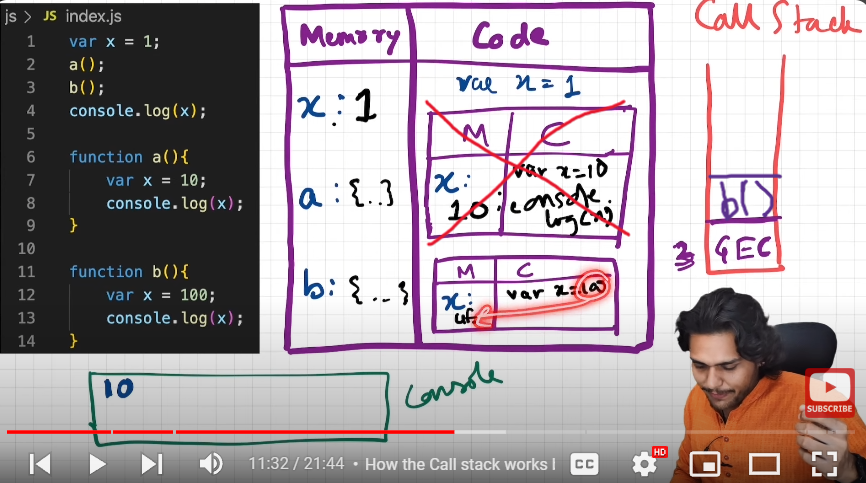 js > JS index.js
1 var x = 1;
2 a();
3 b();
4 console.log(x);
5
6 function a(){
7 var x = 10;
8 console.log(x);
9 }
10
11 function b(){
12 var x = 100;
13 console.log(x);
14 }
Memory
Code
x: 1
a: {..}
b: {...}
var x = 1
M C
x: 10
var x=10
console.
log(x)
M C
x:
uf
var x=100
Call Stack
b()
GEC
10
Console
SUBSCRIBE
11:32 / 21:44 • How the Call stack works I
CC
HD